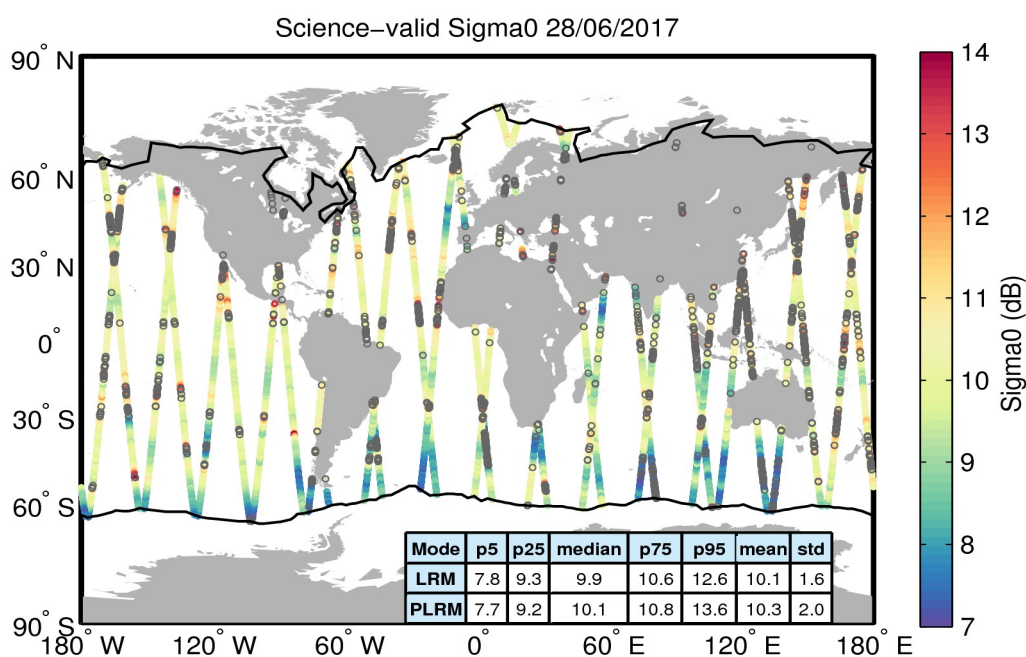 Science−valid Sigma0 28/06/2017
90° N
60° N
30° N
0°
30° S
60° S
90° S
180° W
120° W
60° W
0°
60° E
120° E
180° E
Mode p5 p25 median p75 p95 mean std
LRM 7.8 9.3 9.9 10.6 12.6 10.1 1.6
PLRM 7.7 9.2 10.1 10.8 13.6 10.3 2.0
14
13
12
11
10
9
8
7
Sigma0 (dB)